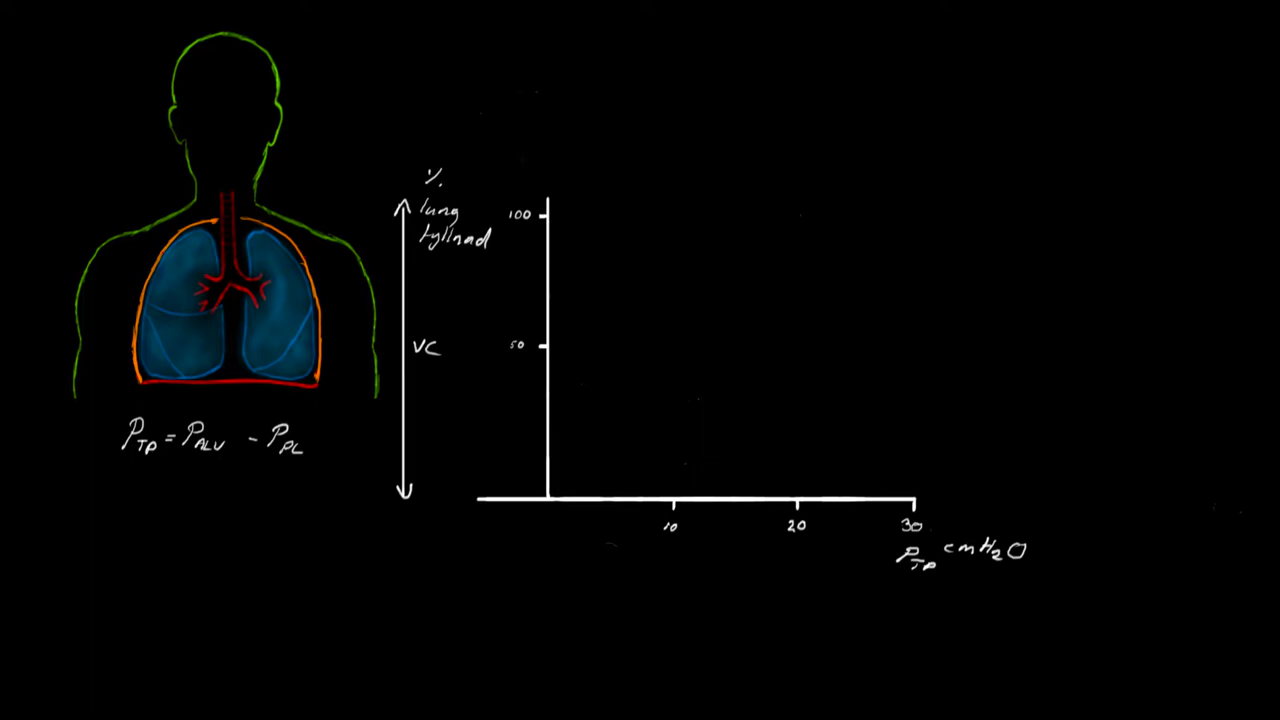 %
lung
fyllnad
100
VC
50
P_TP = P_ALV - P_PL
10
20
30
P_TP cmH₂O